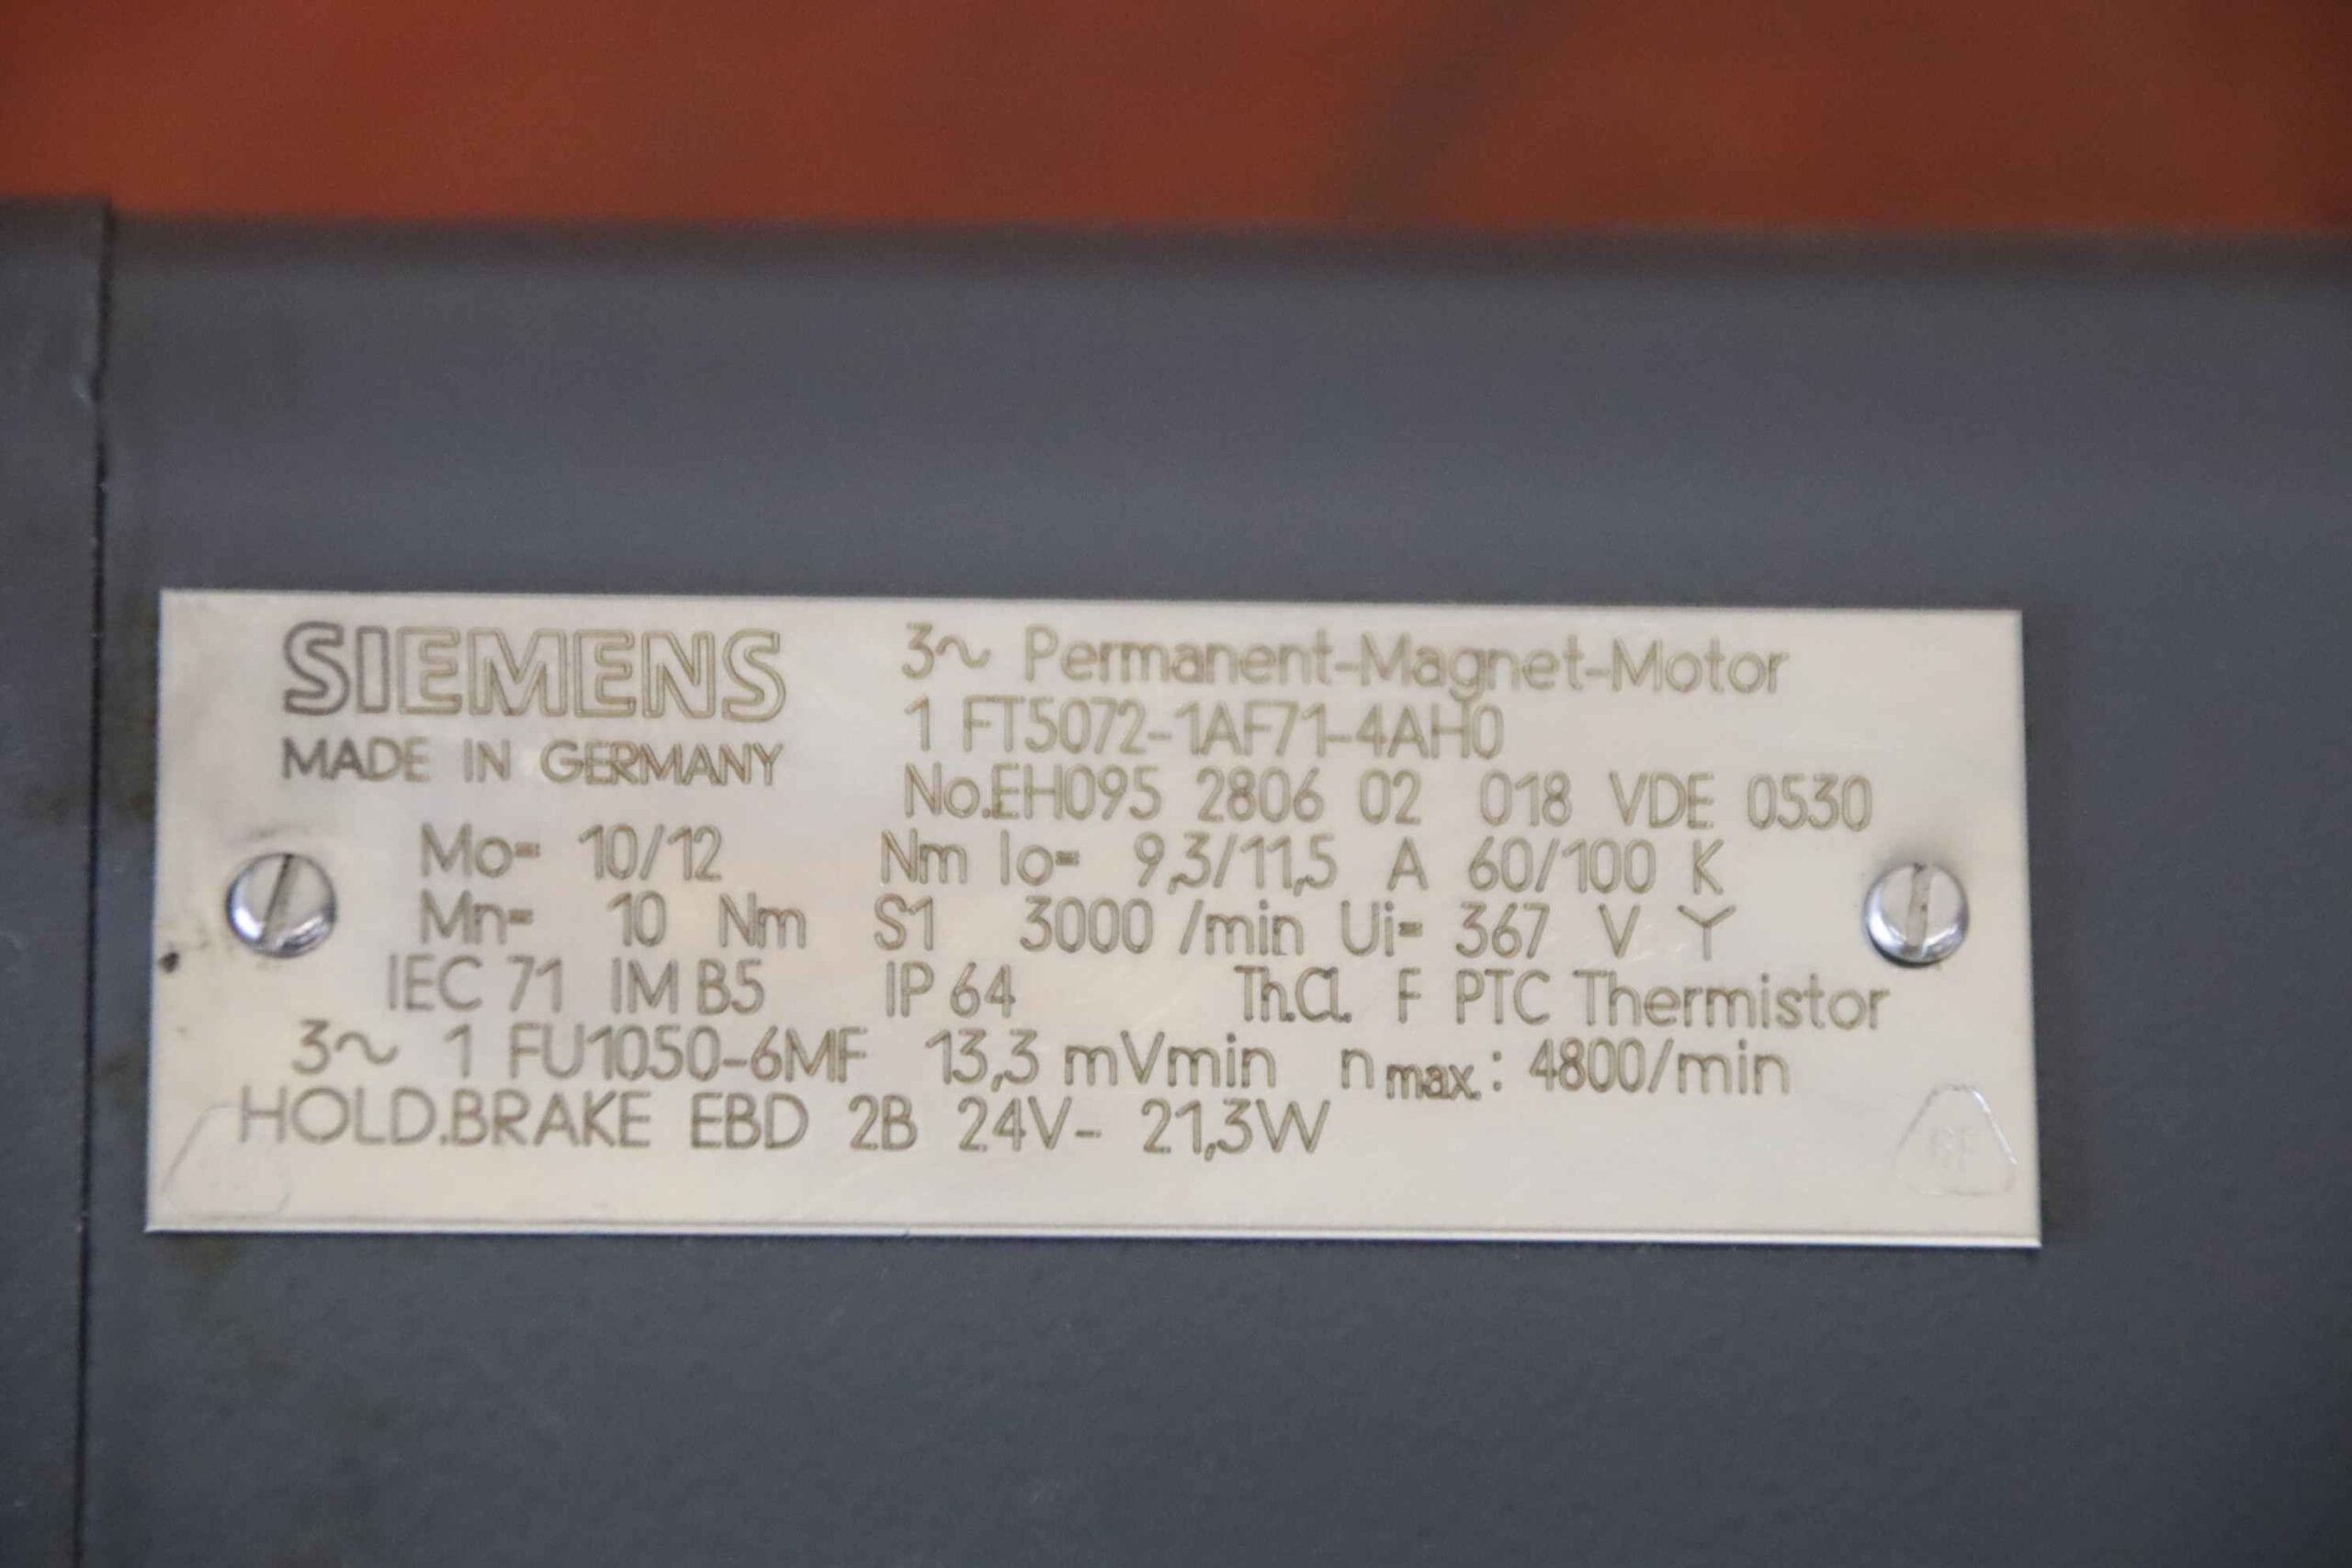 SIEMENS
MADE IN GERMANY
3~ Permanent-Magnet-Motor
1 FT5072-1AF71-4AH0
No.EH095 2806 02 018 VDE 0530
Mo= 10/12 Nm Io= 9,3/11,5 A 60/100 K
Mn= 10 Nm S1 3000 /min Ui= 367 V Y
IEC 71 IM B5 IP 64 Th.Cl. F PTC Thermistor
3~ 1 FU1050-6MF 13,3 mVmin nmax.: 4800/min
HOLD.BRAKE EBD 2B 24V- 21,3W